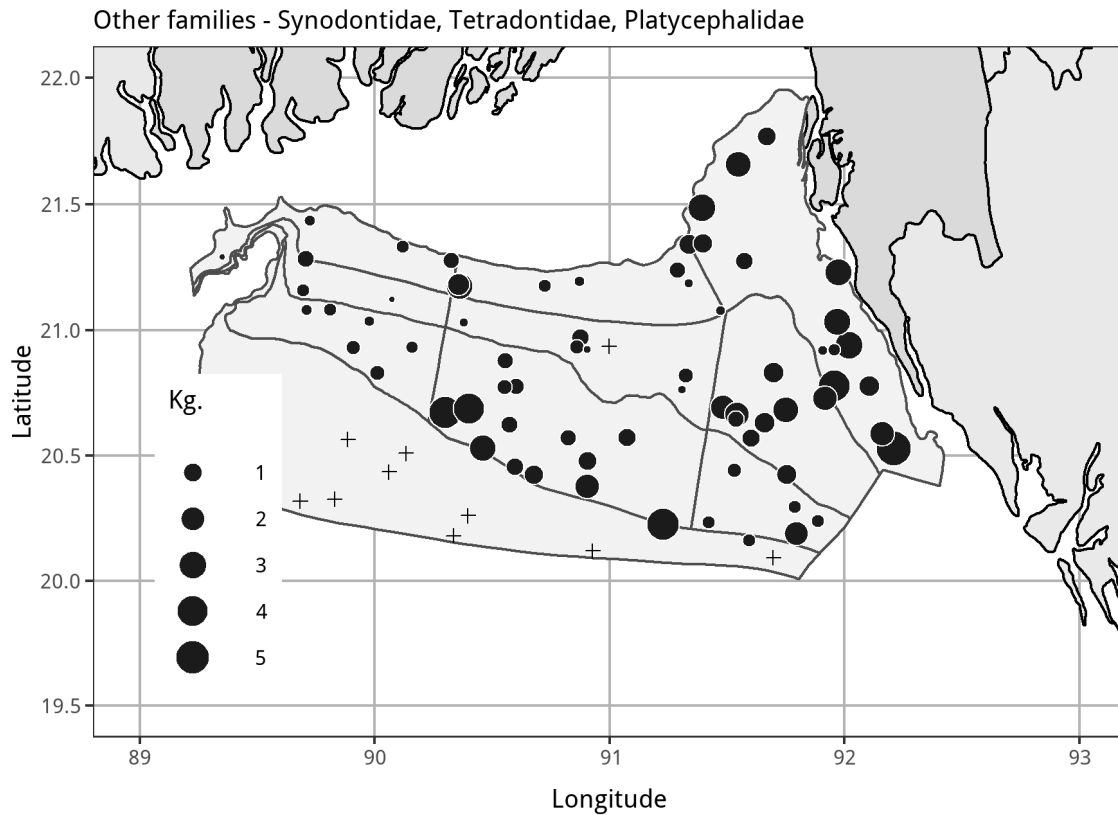 Other families - Synodontidae, Tetradontidae, Platycephalidae
22.0
21.5
21.0
20.5
20.0
19.5
Latitude
Kg.
1
2
3
4
5
89 90 91 92 93
Longitude